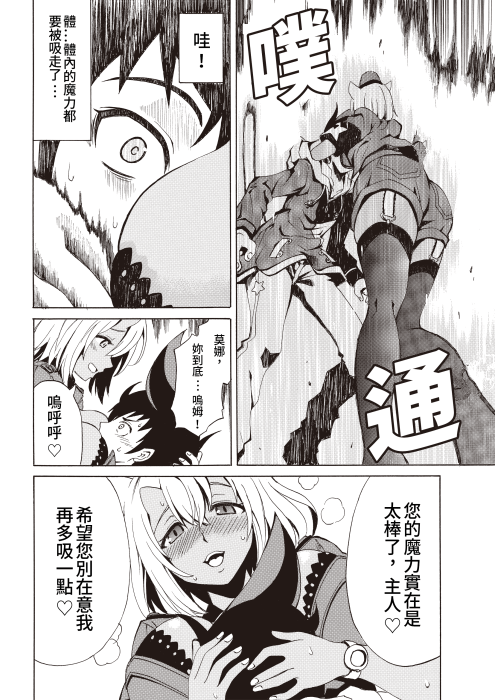 噗
通
哇！
體⋯體內的魔力都
要被吸走了⋯
莫娜，
妳到底⋯嗚姆！
嗚呼呼♡
您的魔力實在是
太棒了，主人♡
希望您別在意我
再多吸一點♡